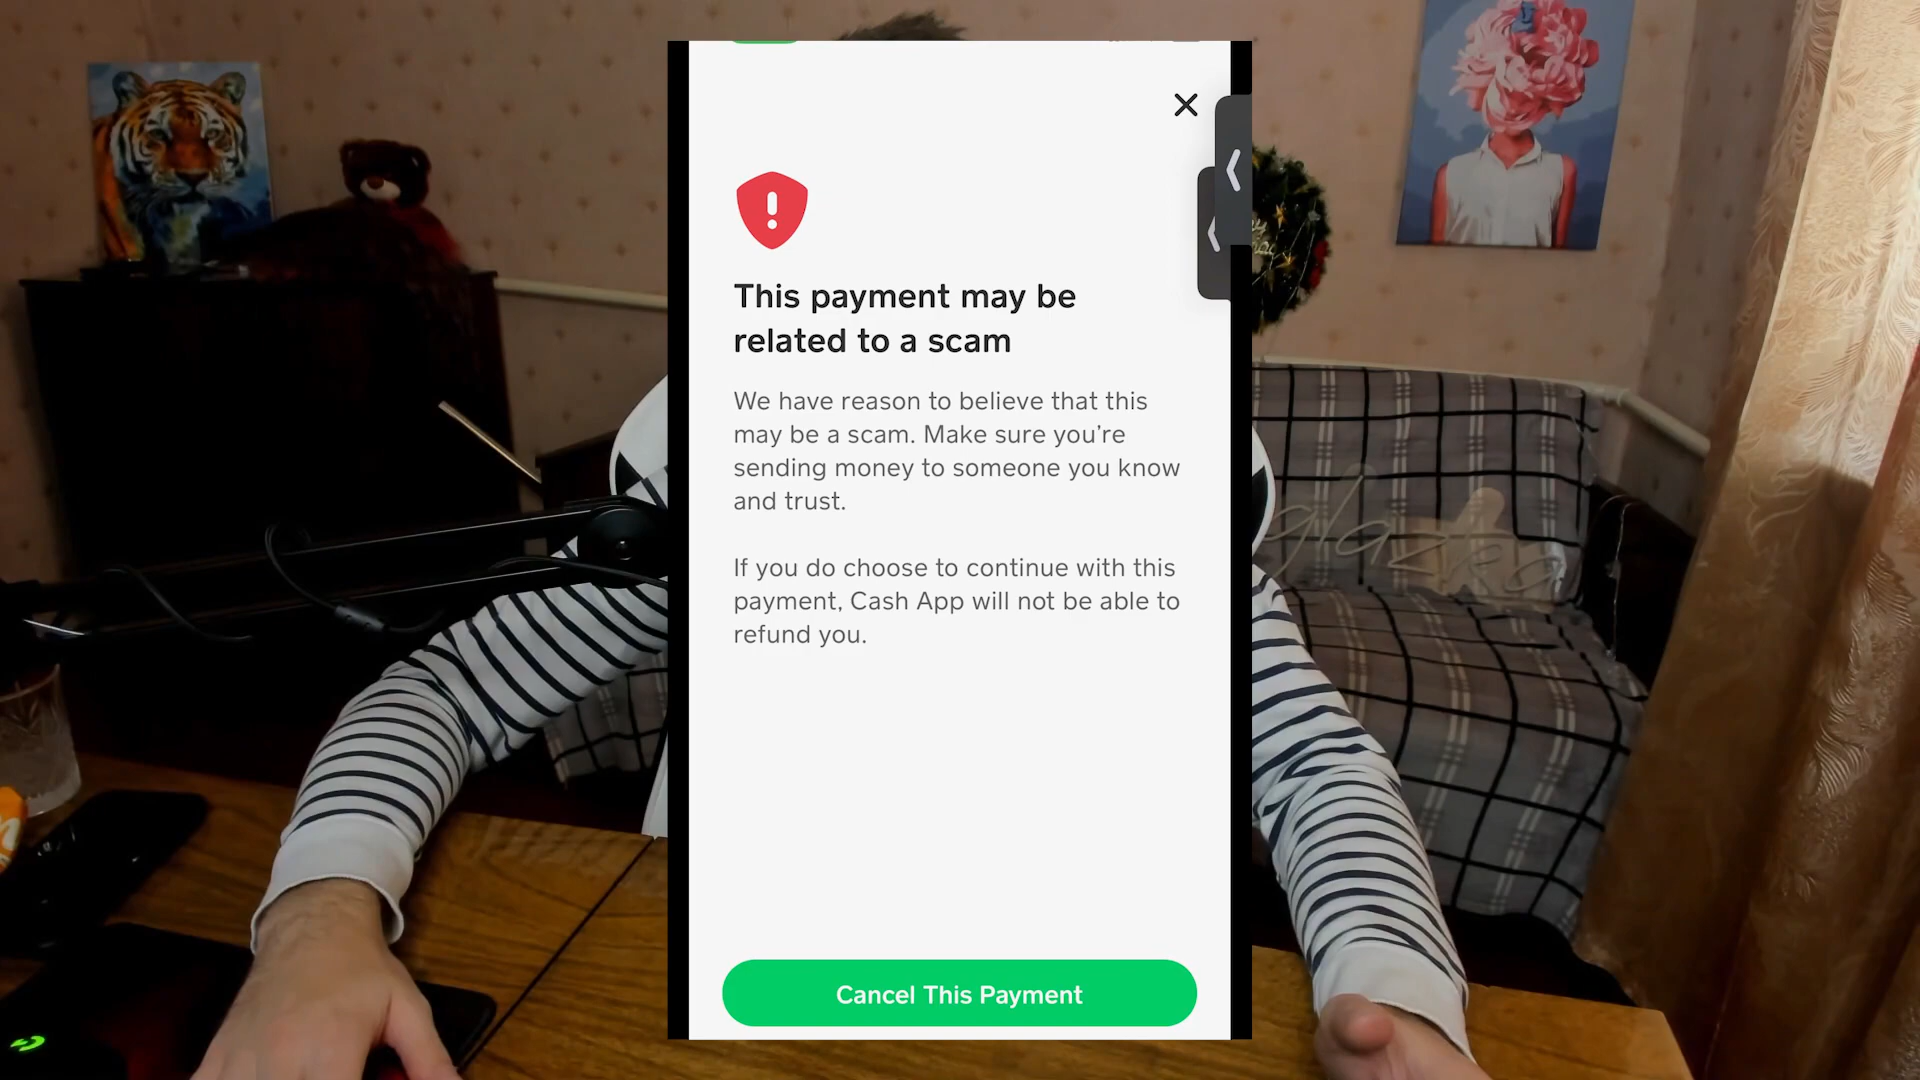 This payment may be
related to a scam
We have reason to believe that this
may be a scam. Make sure you’re
sending money to someone you know
and trust.
If you do choose to continue with this
payment, Cash App will not be able to
refund you.
Cancel This Payment
glazka